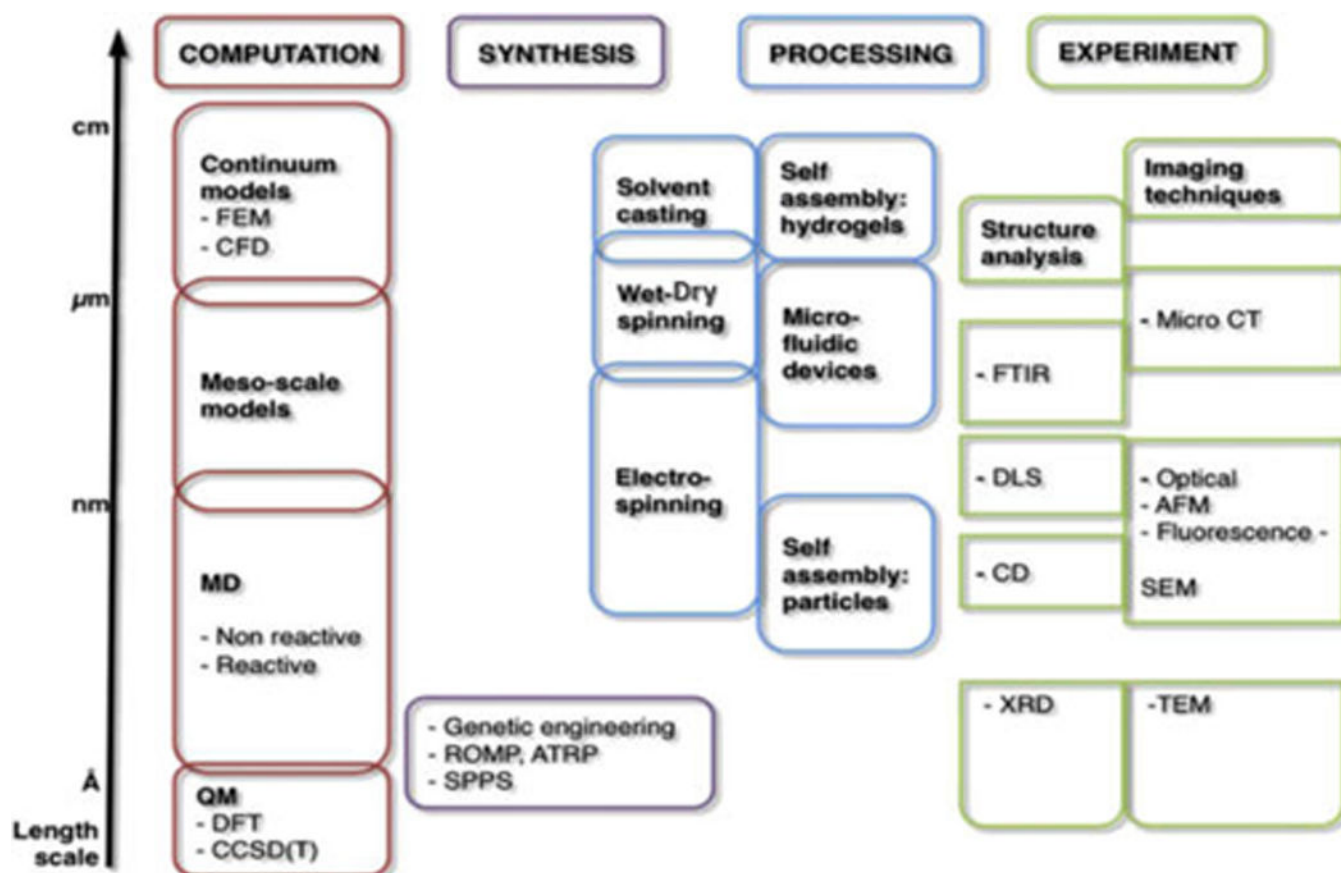 COMPUTATION
SYNTHESIS
PROCESSING
EXPERIMENT
cm
µm
nm
Å
Length
scale
Continuum
models
- FEM
- CFD
Meso-scale
models
MD
- Non reactive
- Reactive
QM
- DFT
- CCSD(T)
- Genetic engineering
- ROMP, ATRP
- SPPS
Solvent
casting
Wet-Dry
spinning
Electro-
spinning
Self
assembly:
hydrogels
Micro-
fluidic
devices
Self
assembly:
particles
Structure
analysis
- FTIR
- DLS
- CD
- XRD
Imaging
techniques
- Micro CT
- Optical
- AFM
- Fluorescence -
SEM
-TEM